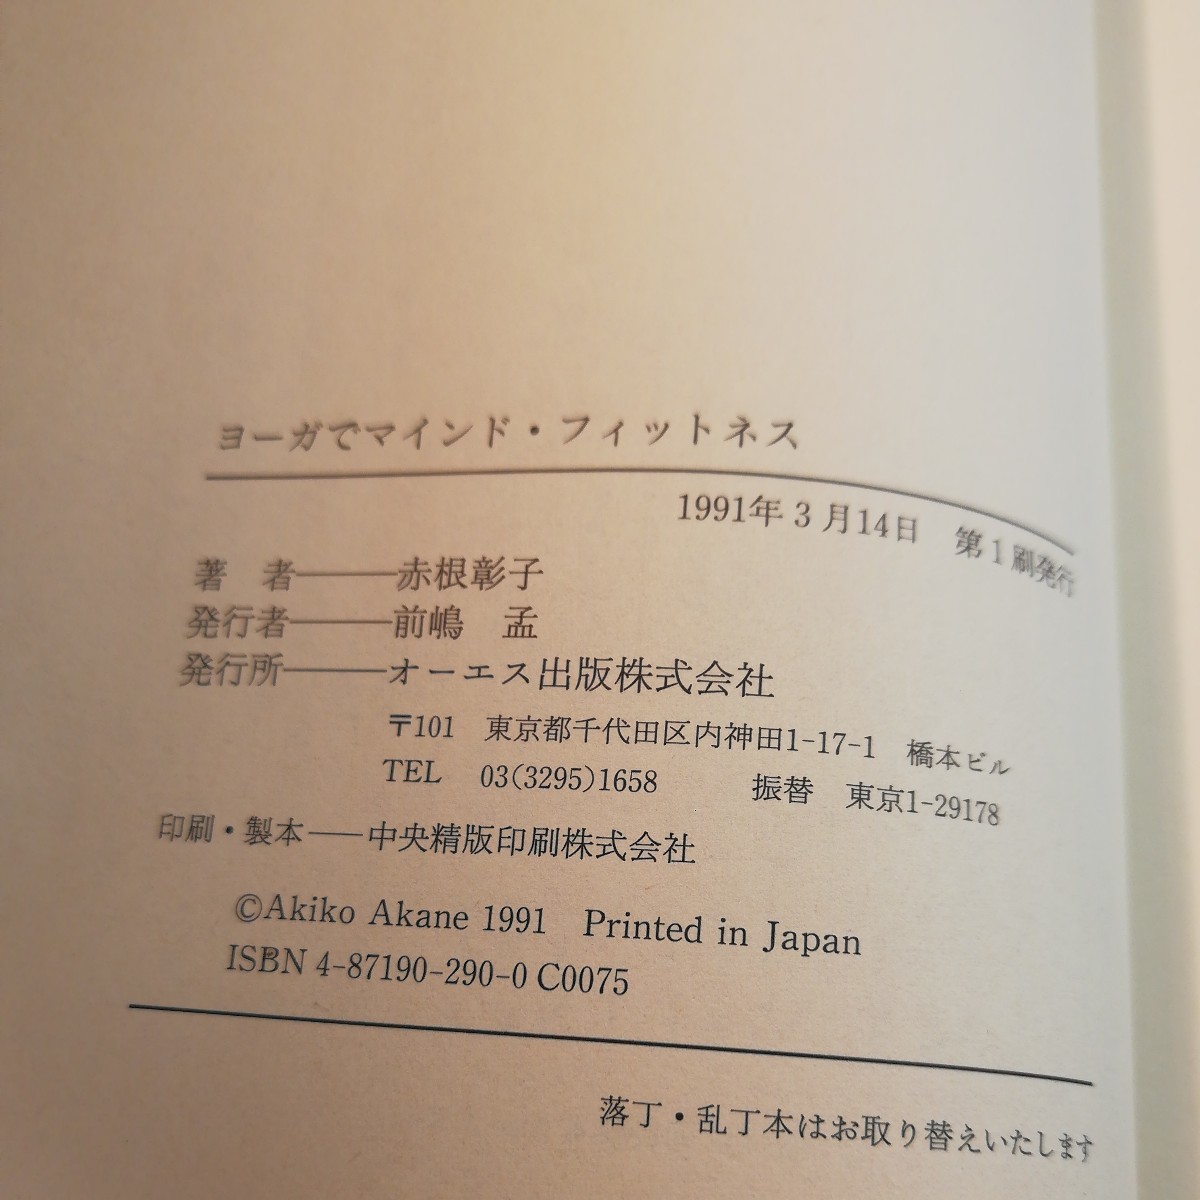 ヨーガでマインド・フィットネス
1991年3月14日　第1刷発行
著　者――赤根彰子
発行者――前嶋　孟
発行所――オーエス出版株式会社
〒101　東京都千代田区内神田1-17-1　橋本ビル
TEL　03(3295)1658　振替　東京1-29178
印刷・製本――中央精版印刷株式会社
©Akiko Akane 1991　Printed in Japan
ISBN 4-87190-290-0 C0075
落丁・乱丁本はお取り替えいたします